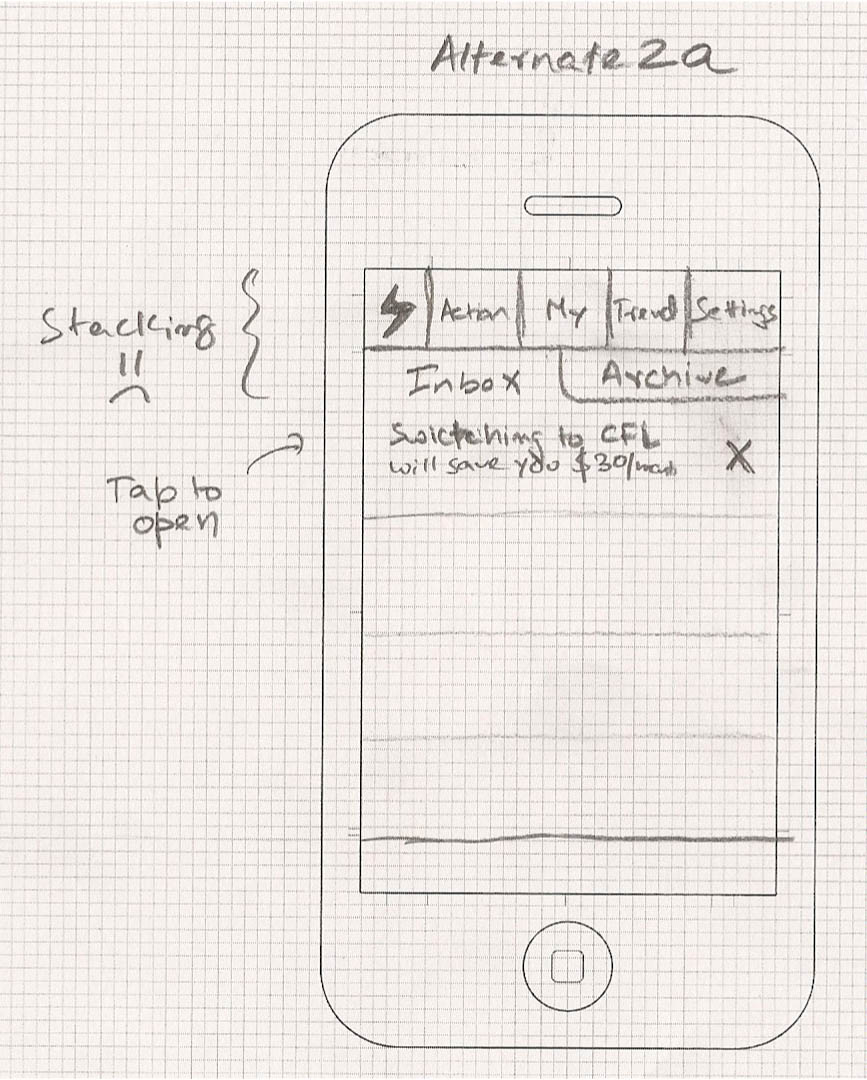 Alternate 2a
Action
My
Trend
Settings
Stacking
Inbox
Archive
Swictching to CFL
will save you $30/month
X
Tap to
open